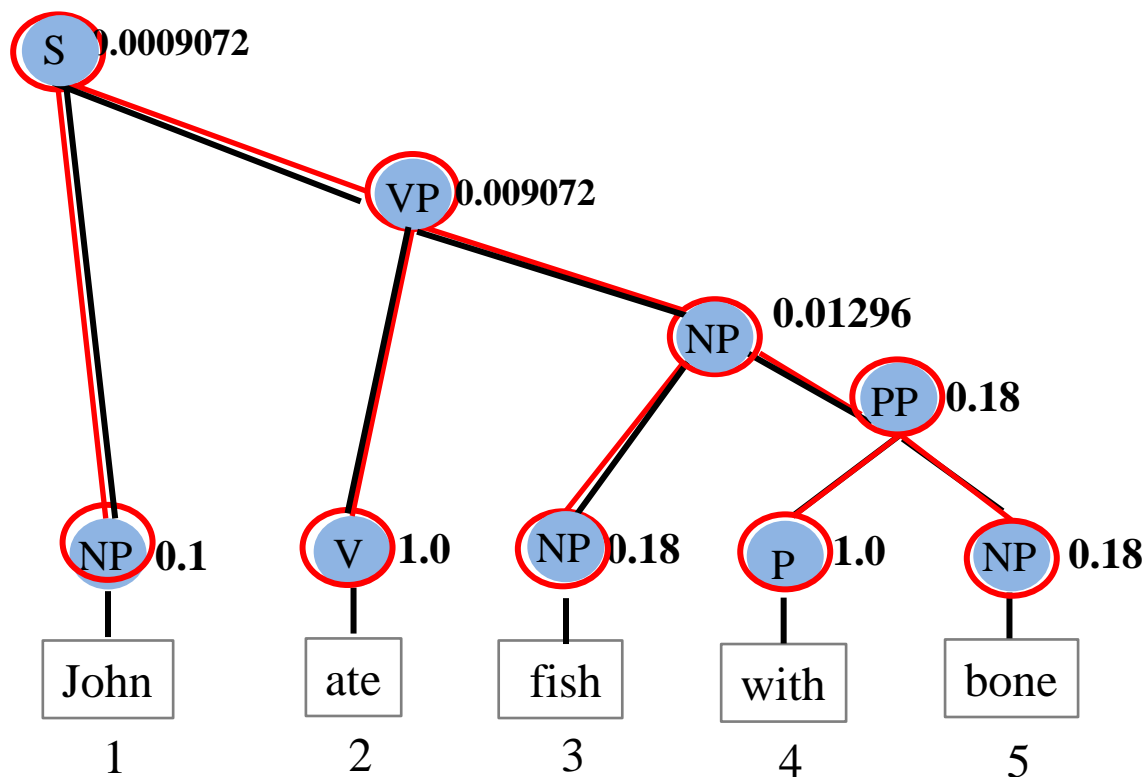 S 0.0009072
VP 0.009072
NP 0.01296
PP 0.18
NP 0.1
V 1.0
NP 0.18
P 1.0
NP 0.18
John
ate
fish
with
bone
1
2
3
4
5